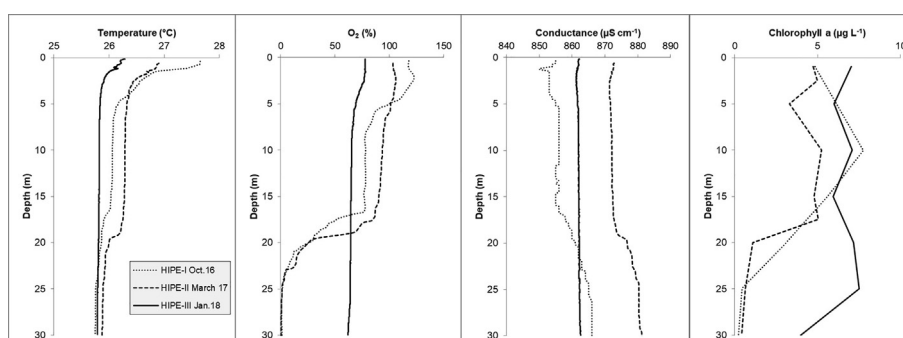 Temperature (°C)
25 26 27 28
0
5
10
15
20
25
30
Depth (m)
HIPE-I Oct.16
HIPE-II March 17
HIPE-III Jan.18
O₂ (%)
0 50 100 150
0
5
10
15
20
25
30
Depth (m)
Conductance (µS cm⁻¹)
840 850 860 870 880 890
0
5
10
15
20
25
30
Depth (m)
Chlorophyll a (µg L⁻¹)
0 5 10
0
5
10
15
20
25
30
Depth (m)